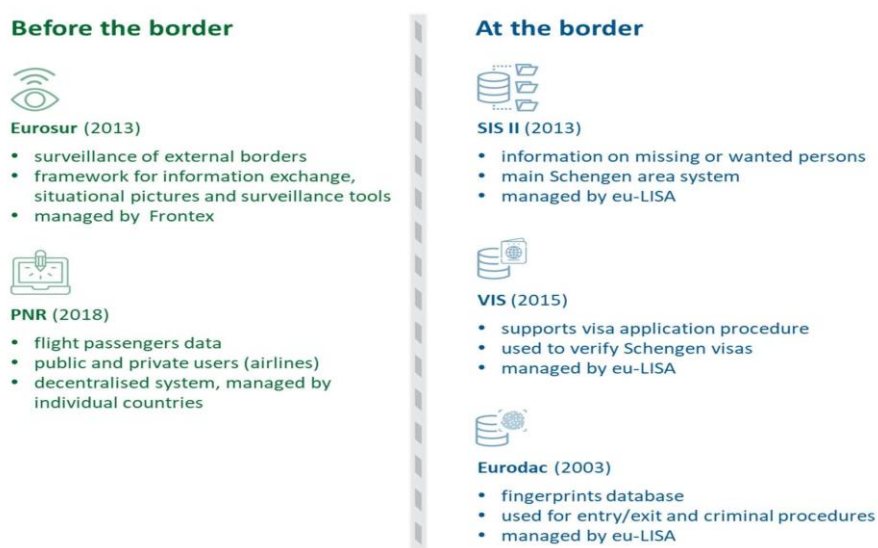 Before the border
Eurosur (2013)
• surveillance of external borders
• framework for information exchange,
situational pictures and surveillance tools
• managed by Frontex
PNR (2018)
• flight passengers data
• public and private users (airlines)
• decentralised system, managed by
individual countries
At the border
SIS II (2013)
• information on missing or wanted persons
• main Schengen area system
• managed by eu-LISA
VIS (2015)
• supports visa application procedure
• used to verify Schengen visas
• managed by eu-LISA
Eurodac (2003)
• fingerprints database
• used for entry/exit and criminal procedures
• managed by eu-LISA